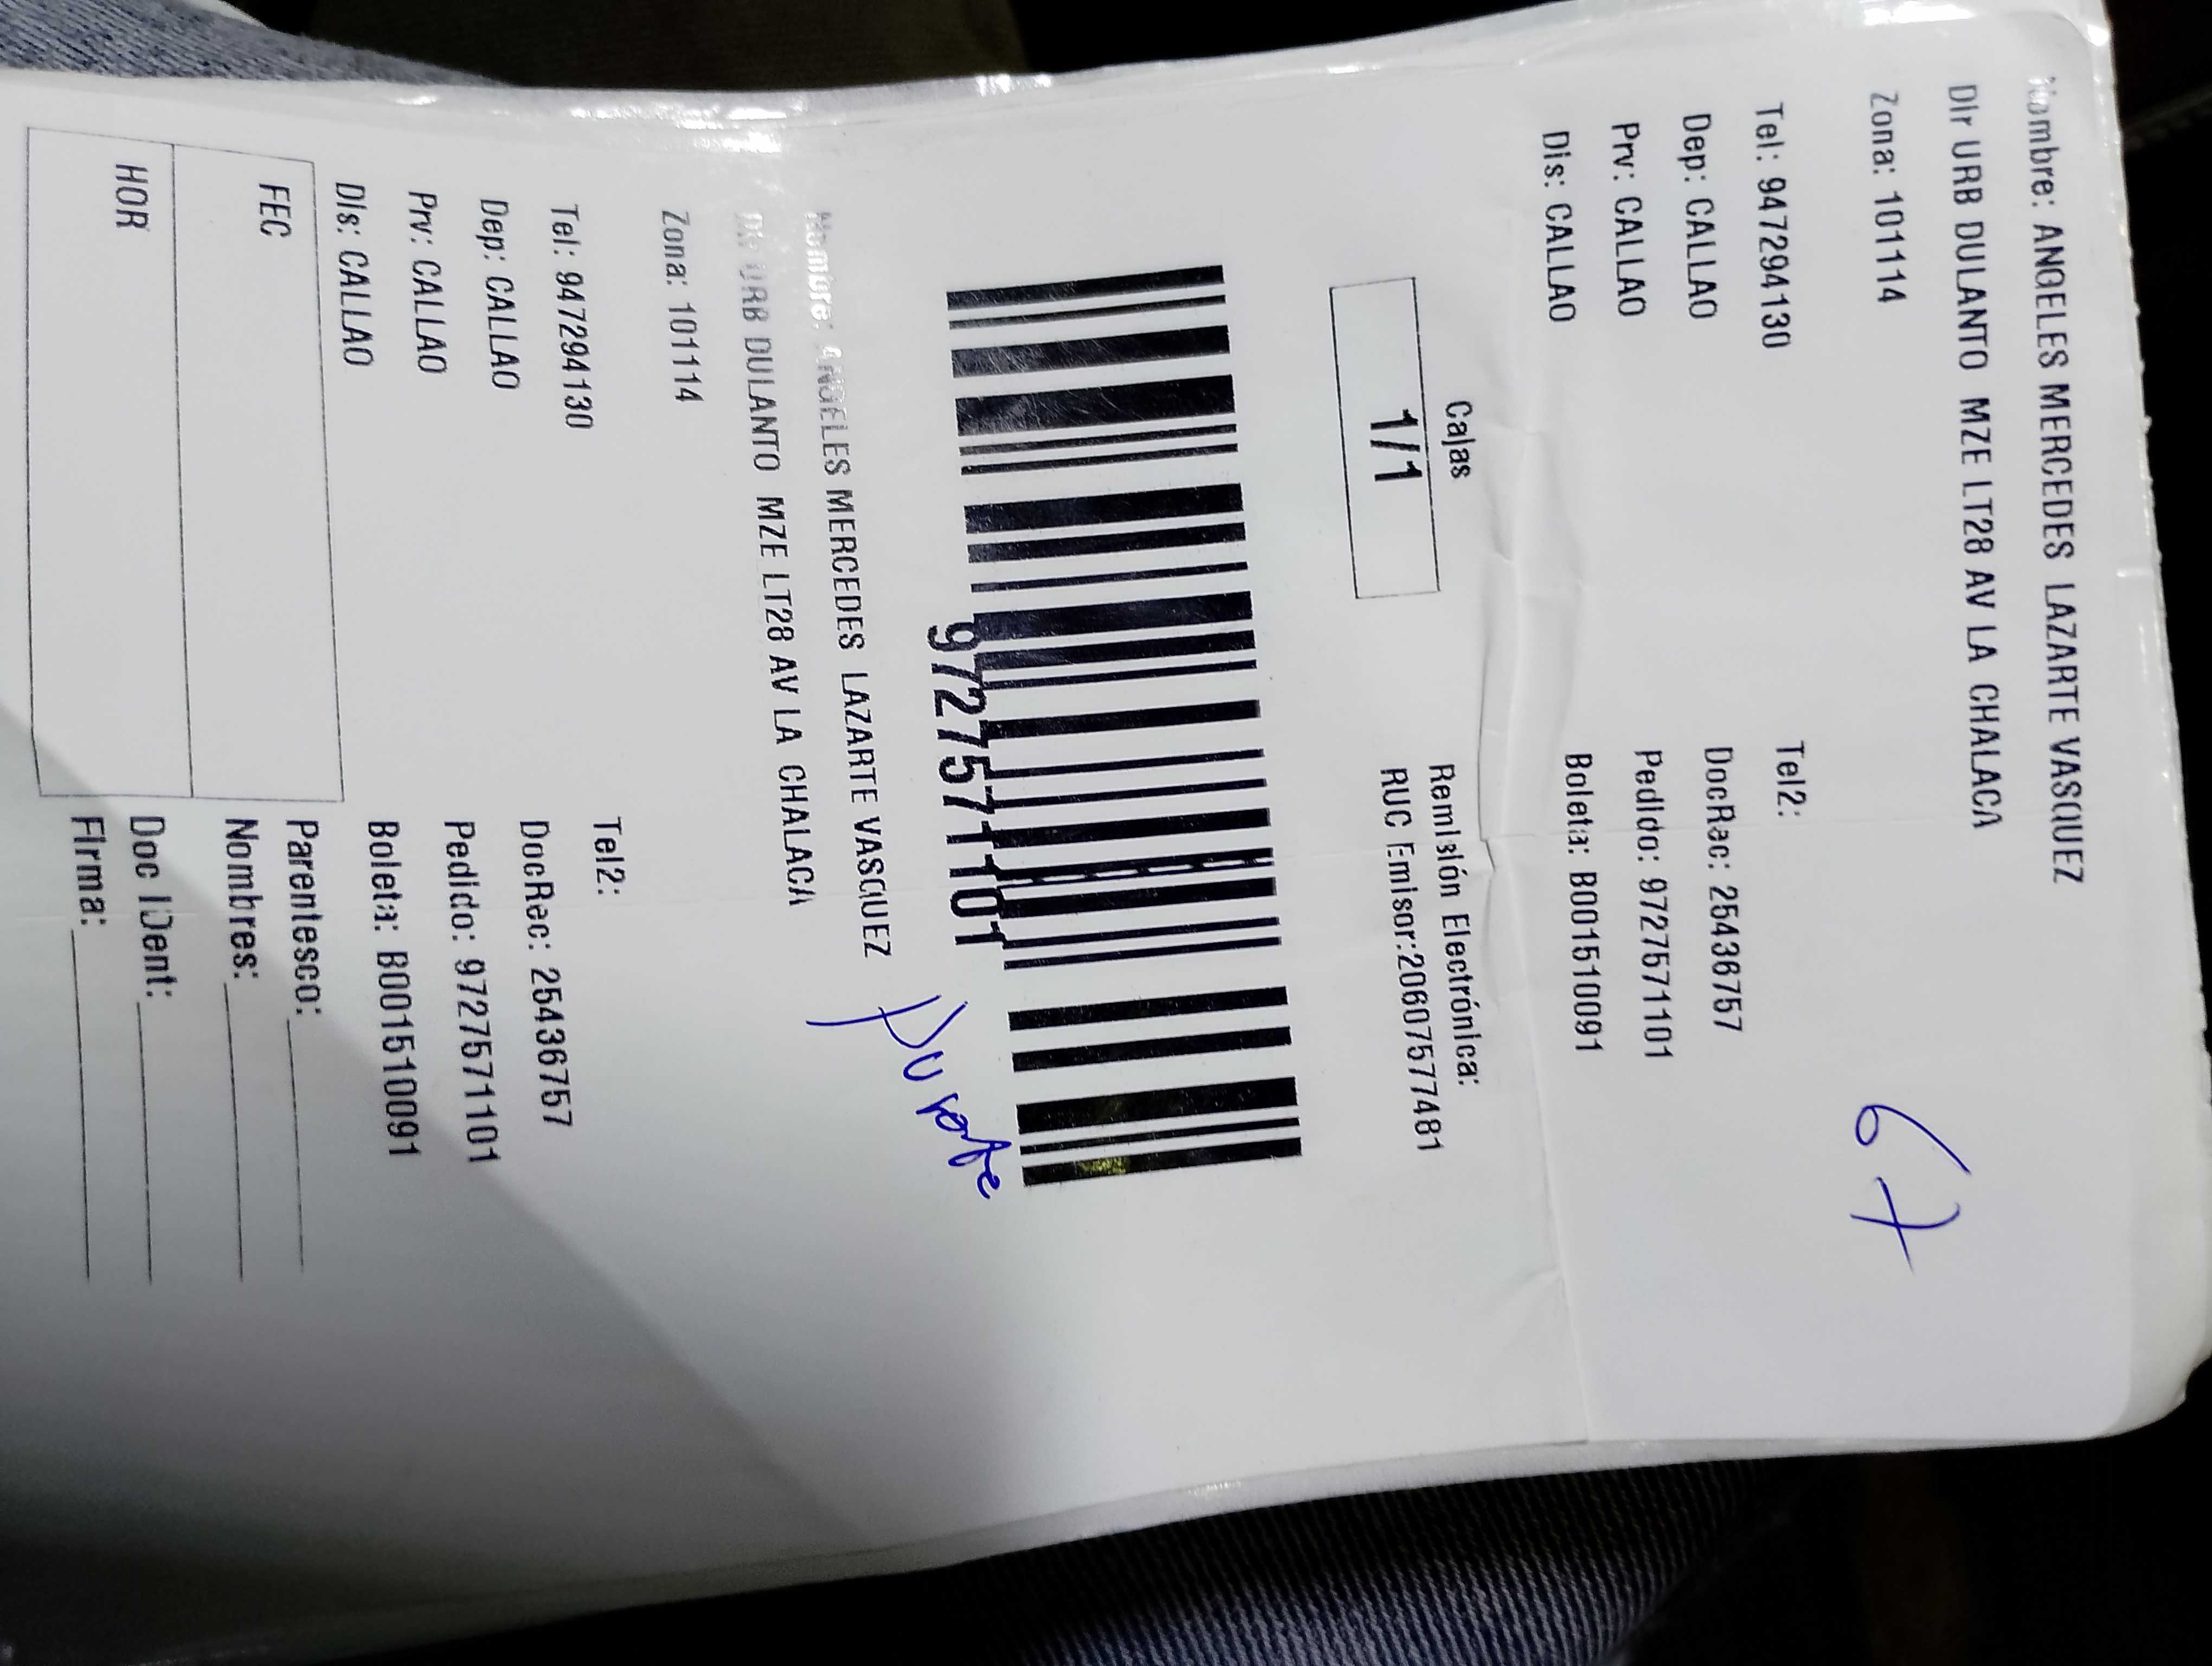 Nombre: ANGELES MERCEDES LAZARTE VASQUEZ
Dir URB DULANTO MZE LT28 AV LA CHALACA
Zona: 101114
67
Tel: 947294130 Tel2:
Dep: CALLAO DocRec: 25436757
Prv: CALLAO Pedido: 9727571101
Dis: CALLAO Boleta: B001510091
Cajas Remisión Electrónica:
1/1 RUC Emisor:20607577481
9727571101
Nombre: ANGELES MERCEDES LAZARTE VASQUEZ
Dir URB DULANTO MZE LT28 AV LA CHALACA
Zona: 101114
Tel: 947294130 Tel2:
Dep: CALLAO DocRec: 25436757
Prv: CALLAO Pedido: 9727571101
Dis: CALLAO Boleta: B001510091
FEC Parentesco:
Nombres:
HOR Doc IDent:
Firma: